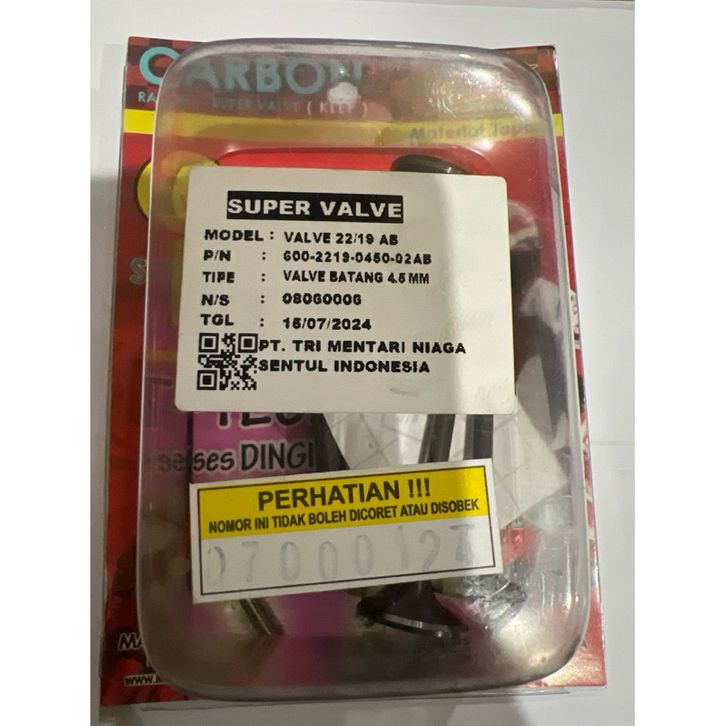 CARBON
SUPER VALVE ( KLEP )
Material Japa
SUPER VALVE
MODEL : VALVE 22/19 AB
P/N : 600-2219-0450-02AB
TIPE : VALVE BATANG 4.5 MM
N/S : 08060006
TGL : 15/07/2024
PT. TRI MENTARI NIAGA
SENTUL INDONESIA
ses DINGI
PERHATIAN !!!
NOMOR INI TIDAK BOLEH DICORET ATAU DISOBEK
07000127